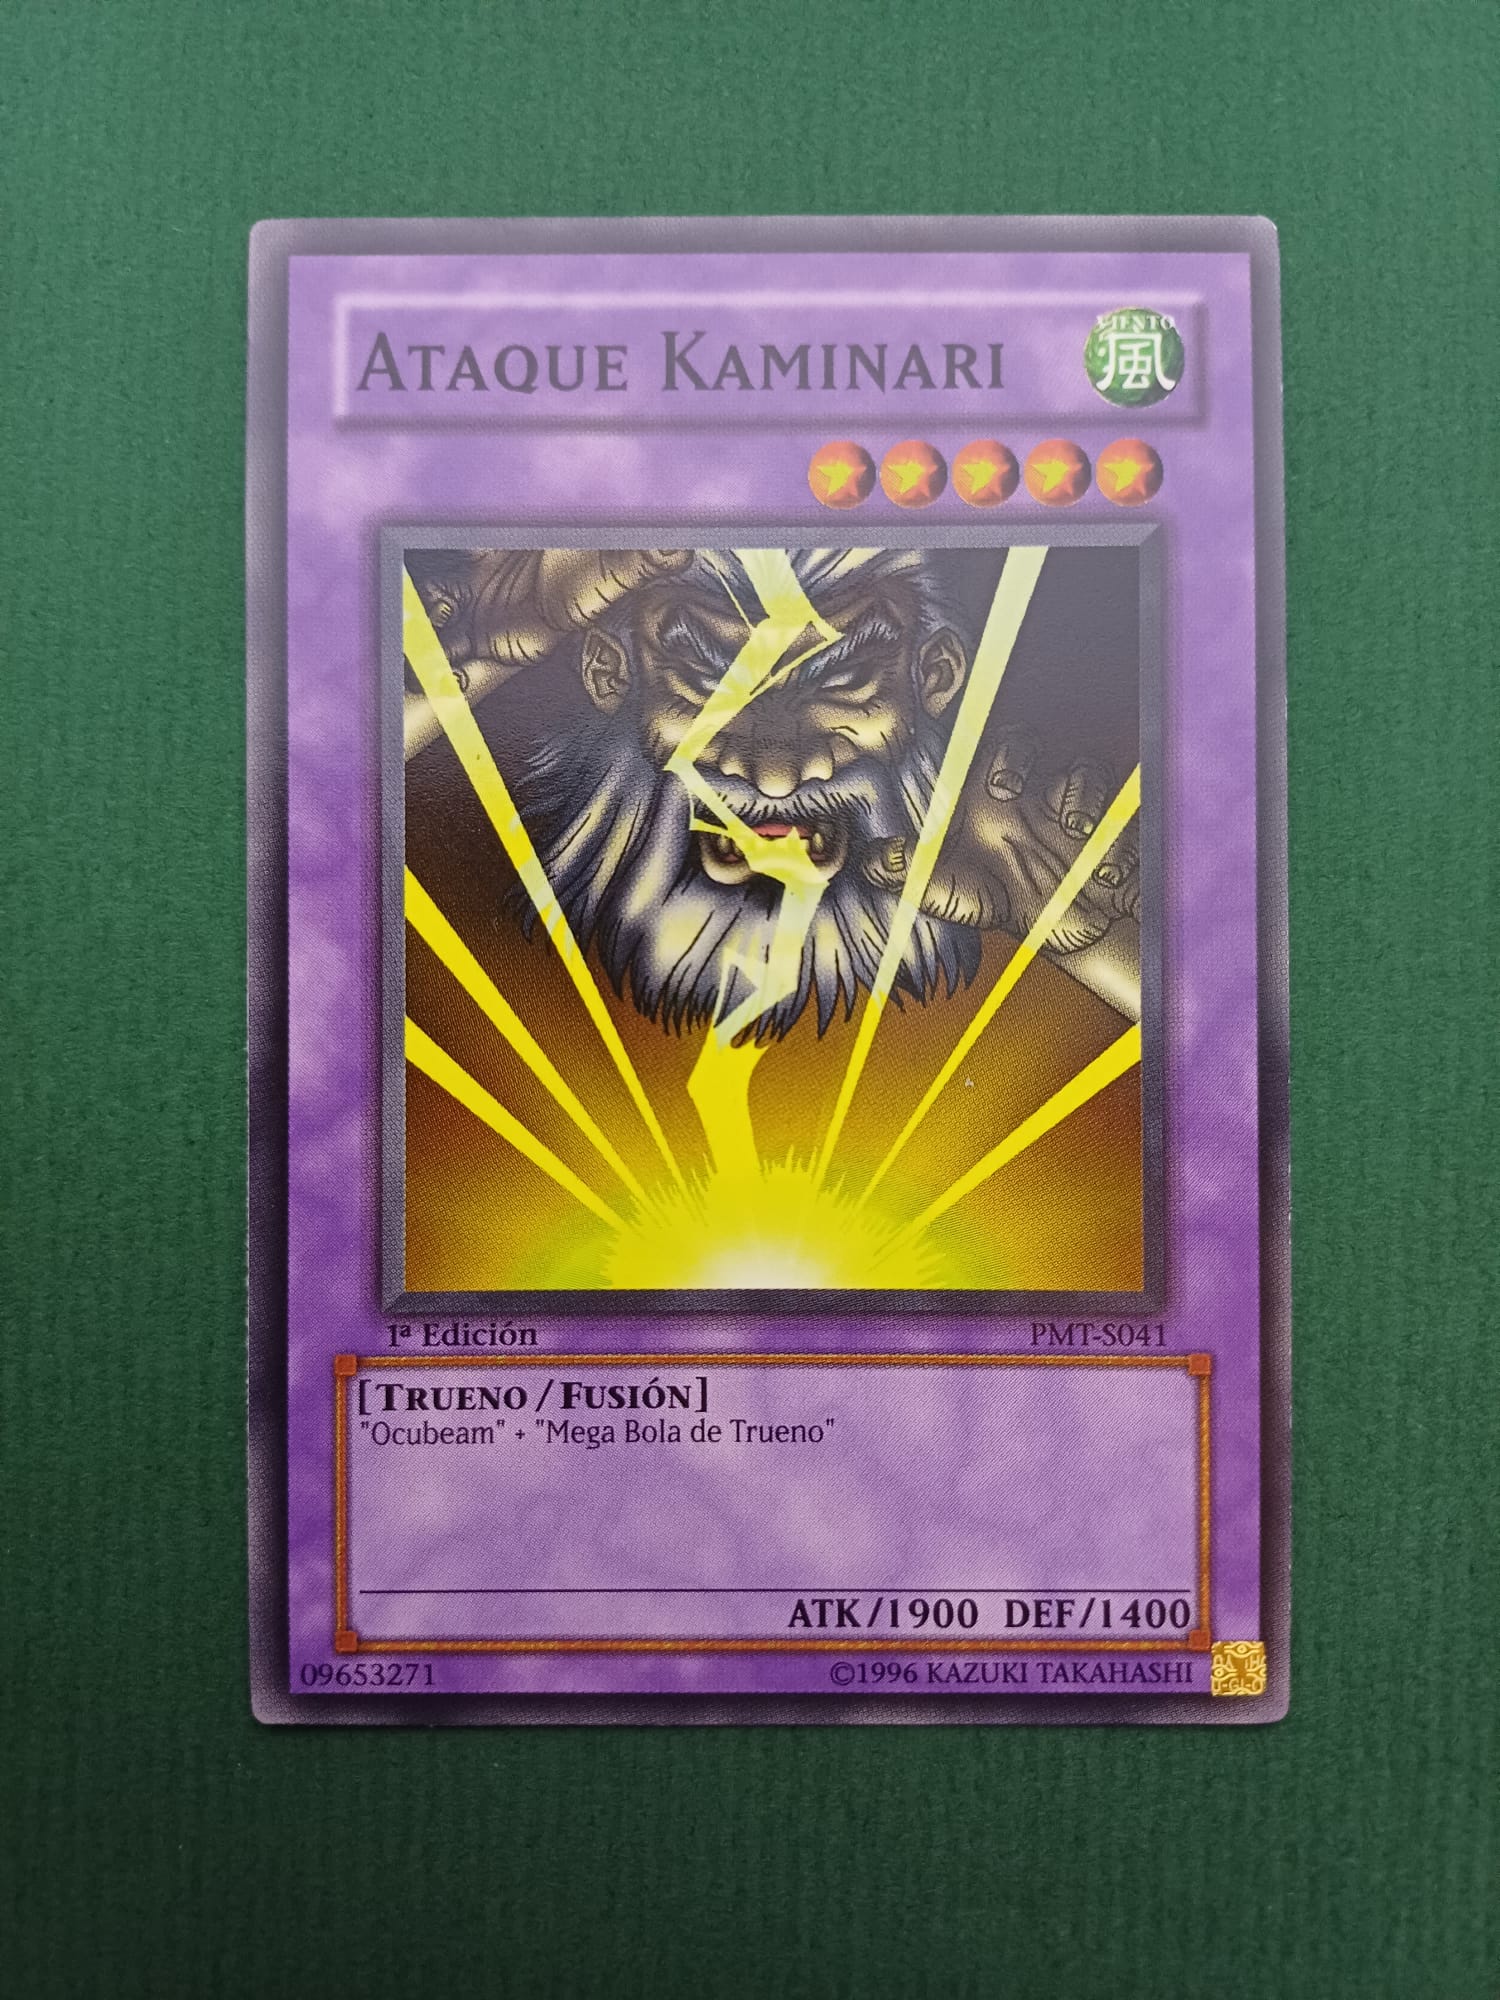 ATAQUE KAMINARI
VIENTO
風
1ª Edición
PMT-S041
[TRUENO/FUSIÓN]
"Ocubeam" + "Mega Bola de Trueno"
ATK/1900 DEF/1400
09653271
©1996 KAZUKI TAKAHASHI